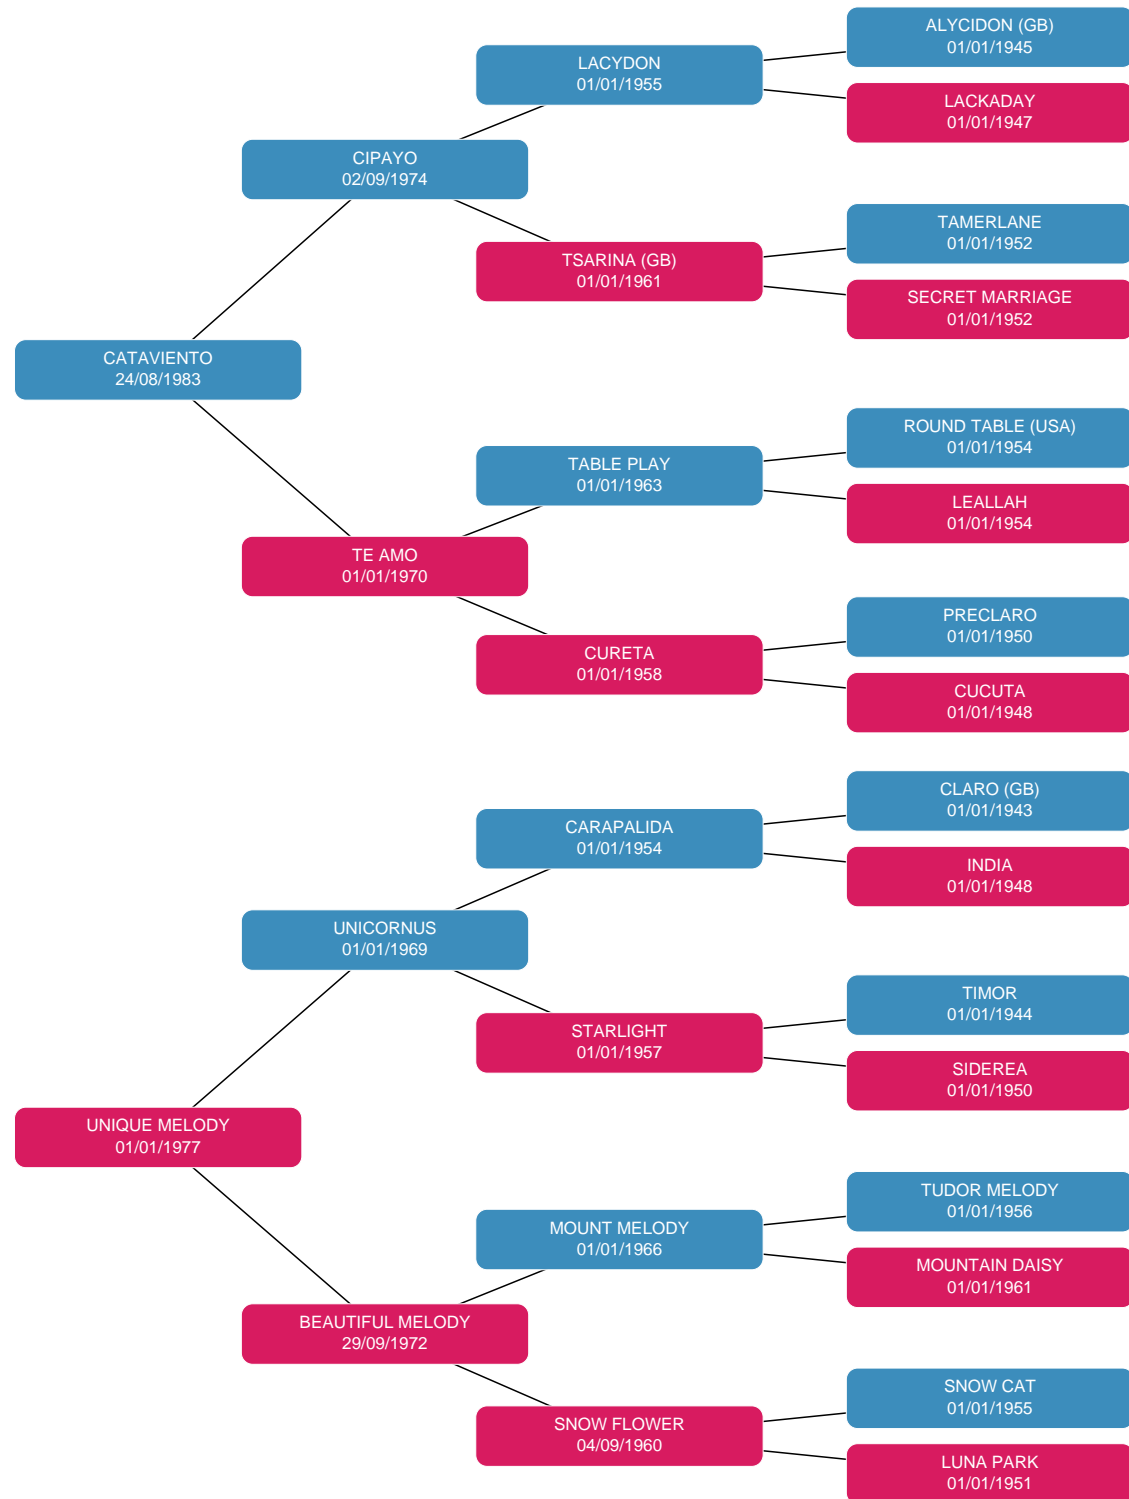 ALYCIDON (GB)
01/01/1945
LACYDON
01/01/1955
LACKADAY
01/01/1947
CIPAYO
02/09/1974
TAMERLANE
01/01/1952
TSARINA (GB)
01/01/1961
SECRET MARRIAGE
01/01/1952
CATAVIENTO
24/08/1983
ROUND TABLE (USA)
01/01/1954
TABLE PLAY
01/01/1963
LEALLAH
01/01/1954
TE AMO
01/01/1970
PRECLARO
01/01/1950
CURETA
01/01/1958
CUCUTA
01/01/1948
CLARO (GB)
01/01/1943
CARAPALIDA
01/01/1954
INDIA
01/01/1948
UNICORNUS
01/01/1969
TIMOR
01/01/1944
STARLIGHT
01/01/1957
SIDEREA
01/01/1950
UNIQUE MELODY
01/01/1977
TUDOR MELODY
01/01/1956
MOUNT MELODY
01/01/1966
MOUNTAIN DAISY
01/01/1961
BEAUTIFUL MELODY
29/09/1972
SNOW CAT
01/01/1955
SNOW FLOWER
04/09/1960
LUNA PARK
01/01/1951